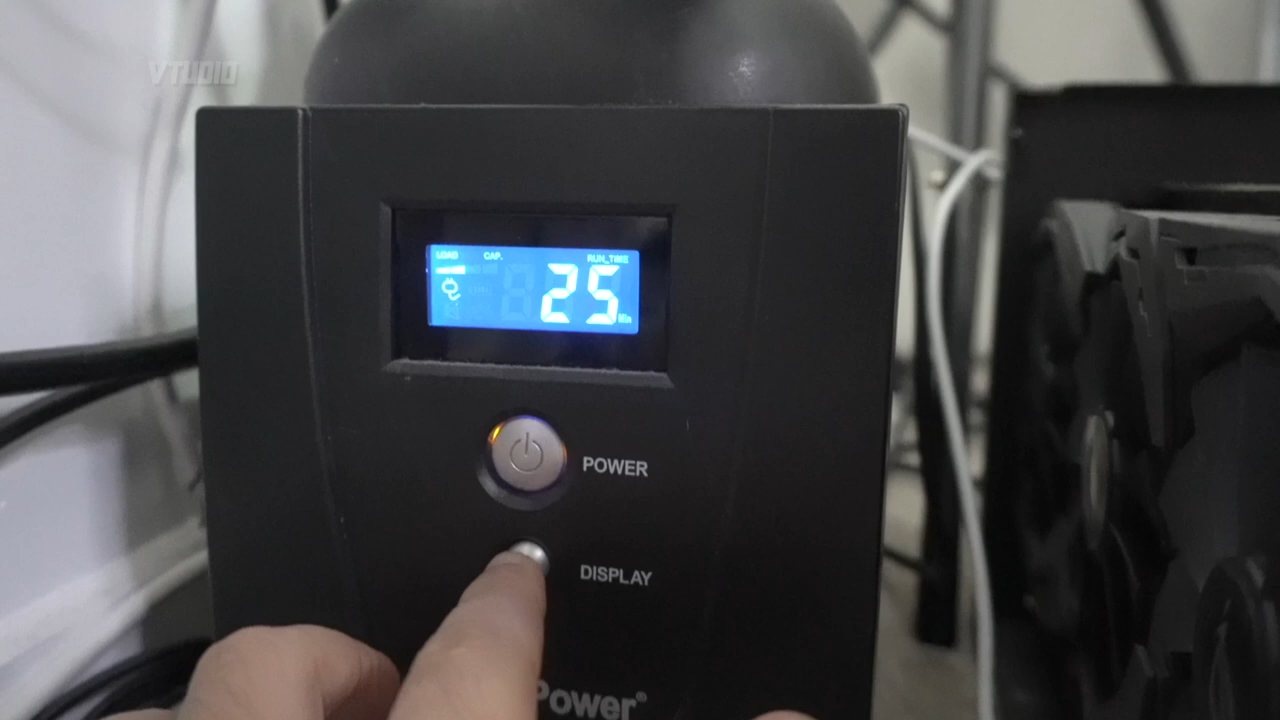 VTUDIO
LOAD CAP. RUN_TIME
25 Min
POWER
DISPLAY
Power®